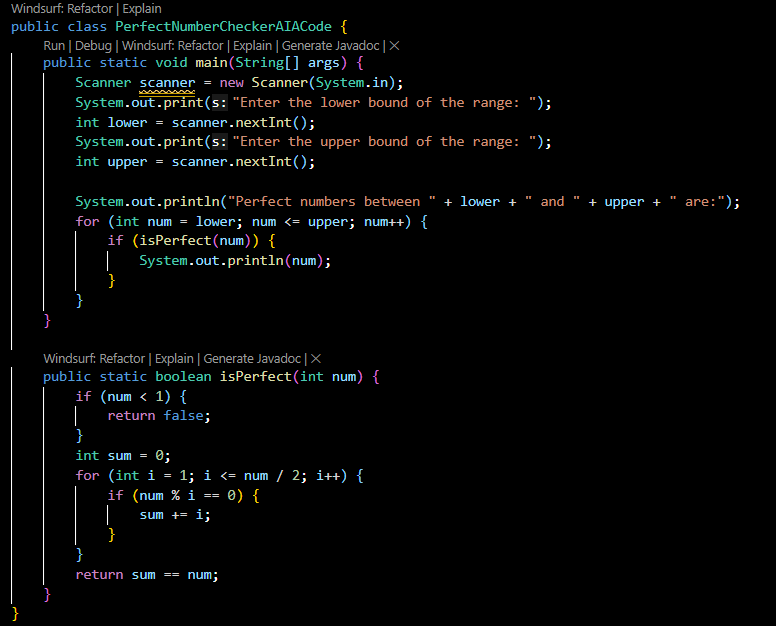 Windsurf: Refactor | Explain
public class PerfectNumberCheckerAIACode {
Run | Debug | Windsurf: Refactor | Explain | Generate Javadoc | ×
public static void main(String[] args) {
Scanner scanner = new Scanner(System.in);
System.out.print(s: "Enter the lower bound of the range: ");
int lower = scanner.nextInt();
System.out.print(s: "Enter the upper bound of the range: ");
int upper = scanner.nextInt();
System.out.println("Perfect numbers between " + lower + " and " + upper + " are:");
for (int num = lower; num <= upper; num++) {
if (isPerfect(num)) {
System.out.println(num);
}
}
}
Windsurf: Refactor | Explain | Generate Javadoc | ×
public static boolean isPerfect(int num) {
if (num < 1) {
return false;
}
int sum = 0;
for (int i = 1; i <= num / 2; i++) {
if (num % i == 0) {
sum += i;
}
}
return sum == num;
}
}